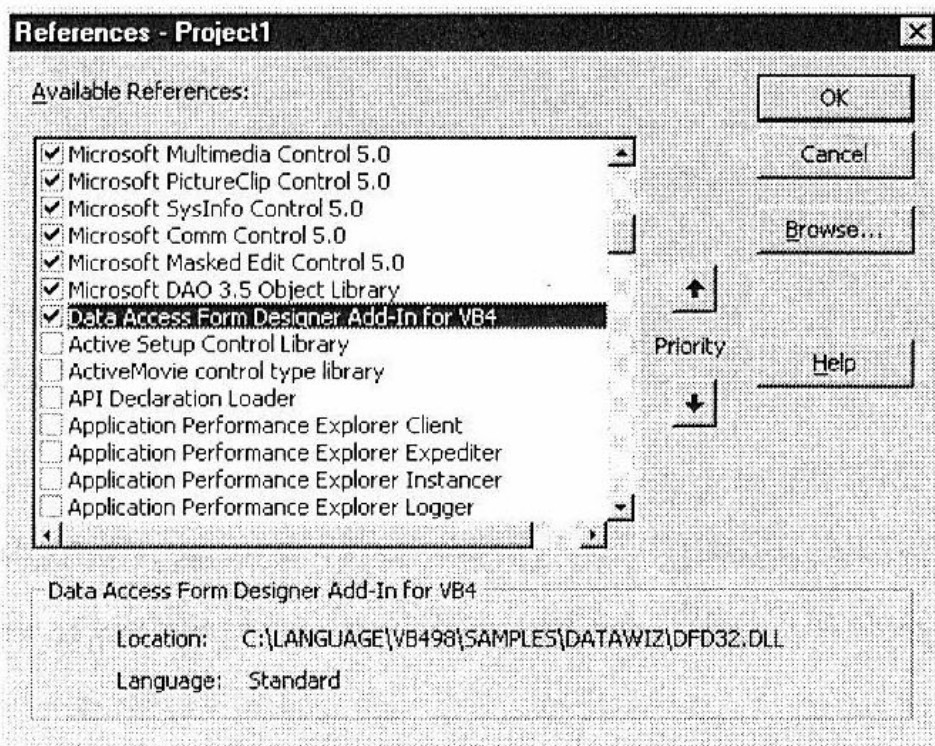 References - Project1
Available References:
OK
Cancel
Browse...
Help
Microsoft Multimedia Control 5.0
Microsoft PictureClip Control 5.0
Microsoft SysInfo Control 5.0
Microsoft Comm Control 5.0
Microsoft Masked Edit Control 5.0
Microsoft DAO 3.5 Object Library
Data Access Form Designer Add-In for VB4
Active Setup Control Library
ActiveMovie control type library
API Declaration Loader
Application Performance Explorer Client
Application Performance Explorer Expediter
Application Performance Explorer Instancer
Application Performance Explorer Logger
Priority
Data Access Form Designer Add-In for VB4
Location: C:\LANGUAGE\VB498\SAMPLES\DATAWIZ\DFD32.DLL
Language: Standard